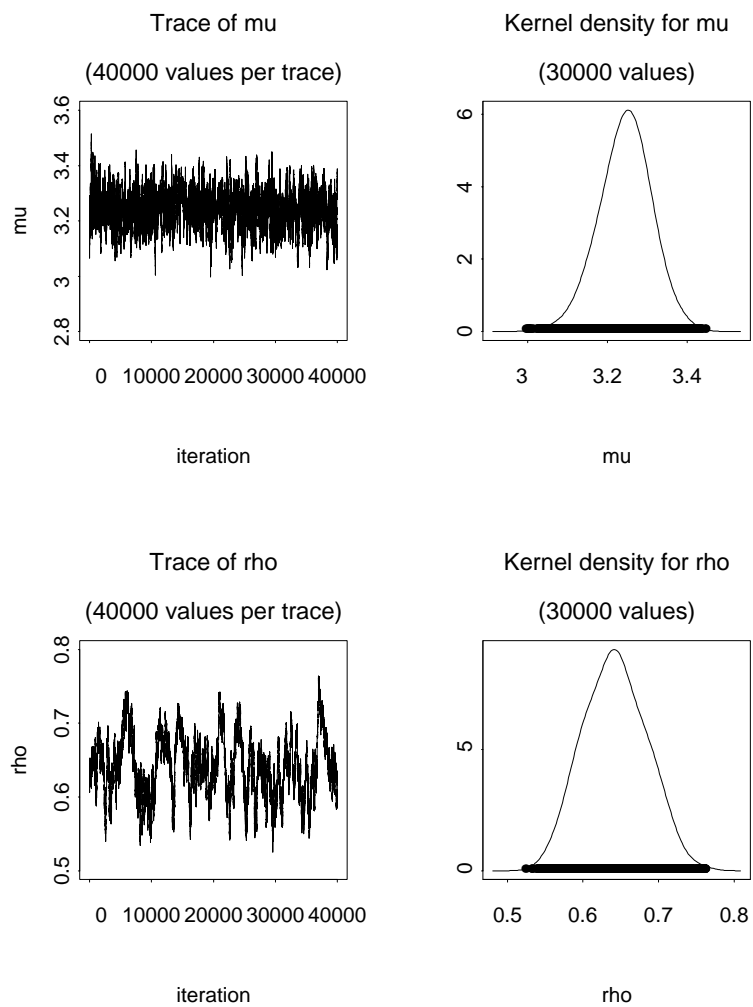 Trace of mu
(40000 values per trace)
mu
2.8 3 3.2 3.4 3.6
0 10000 20000 30000 40000
iteration
Kernel density for mu
(30000 values)
0 2 4 6
3 3.2 3.4
mu
Trace of rho
(40000 values per trace)
rho
0.5 0.6 0.7 0.8
0 10000 20000 30000 40000
iteration
Kernel density for rho
(30000 values)
0 5
0.5 0.6 0.7 0.8
rho